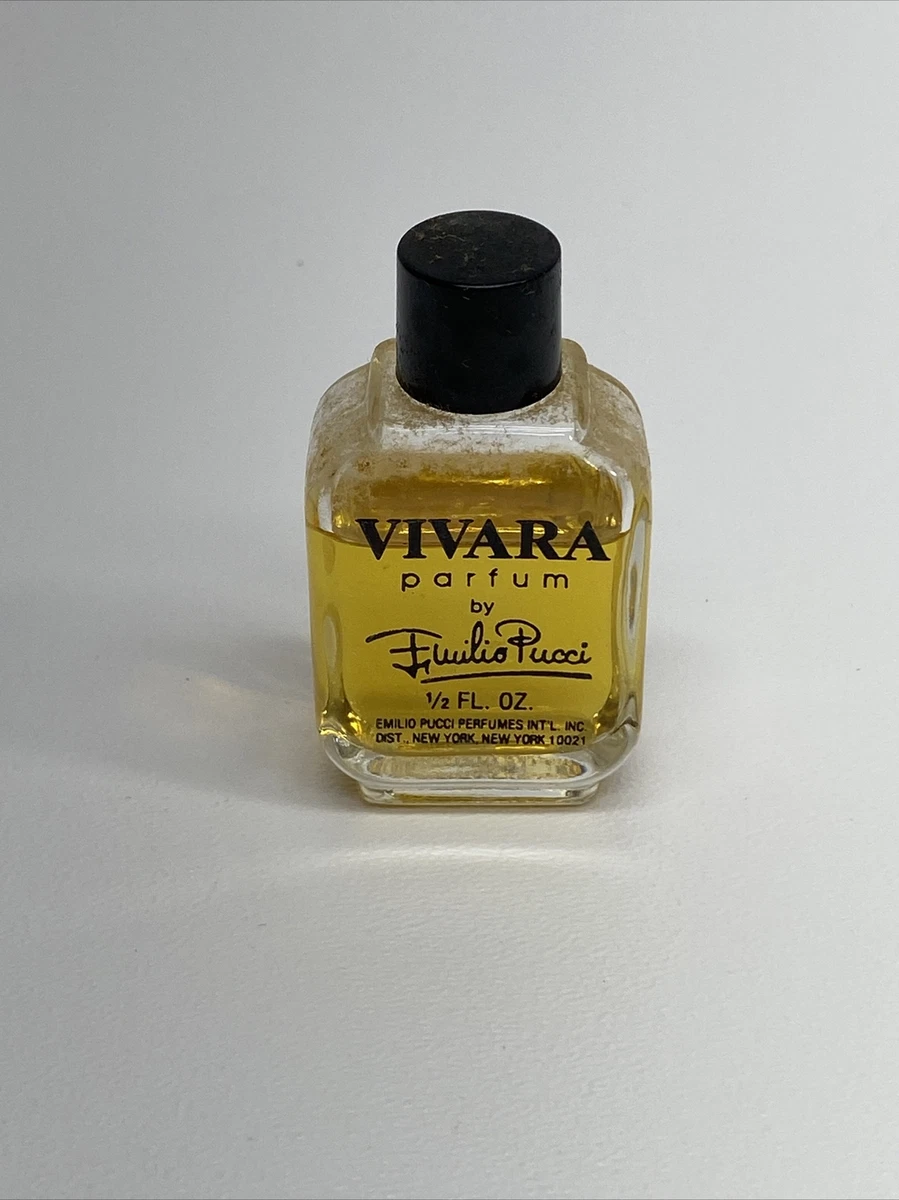 VIVARA
parfum
by
Emilio Pucci
1/2 FL. OZ.
EMILIO PUCCI PERFUMES INT'L. INC.
DIST., NEW YORK, NEW YORK 10021